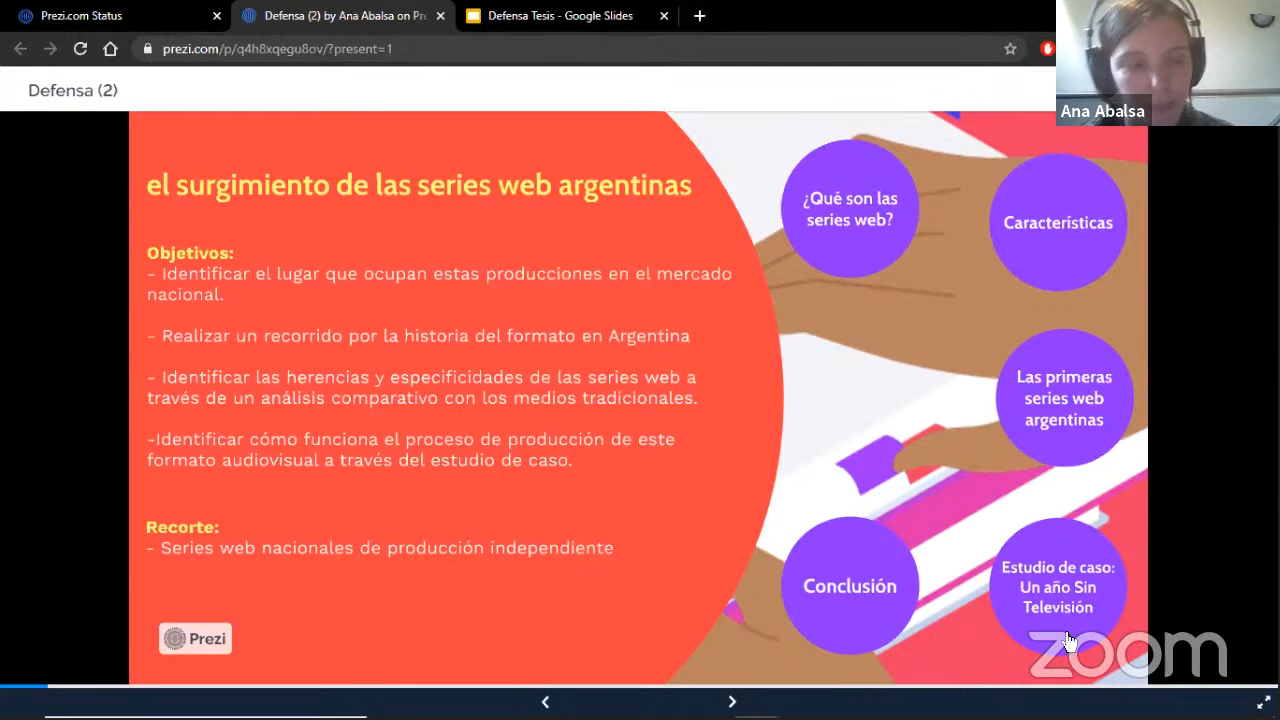 Prezi.com Status
Defensa (2) by Ana Abalsa on Pre
Defensa Tesis - Google Slides
prezi.com/p/q4h8xqegu8ov/?present=1
Defensa (2)
Ana Abalsa
el surgimiento de las series web argentinas
Objetivos:
- Identificar el lugar que ocupan estas producciones en el mercado
nacional.
- Realizar un recorrido por la historia del formato en Argentina
- Identificar las herencias y especificidades de las series web a
través de un análisis comparativo con los medios tradicionales.
-Identificar cómo funciona el proceso de producción de este
formato audiovisual a través del estudio de caso.
Recorte:
- Series web nacionales de producción independiente
Prezi
¿Qué son las
series web?
Características
Las primeras
series web
argentinas
Estudio de caso:
Un año Sin
Televisión
Conclusión
zoom